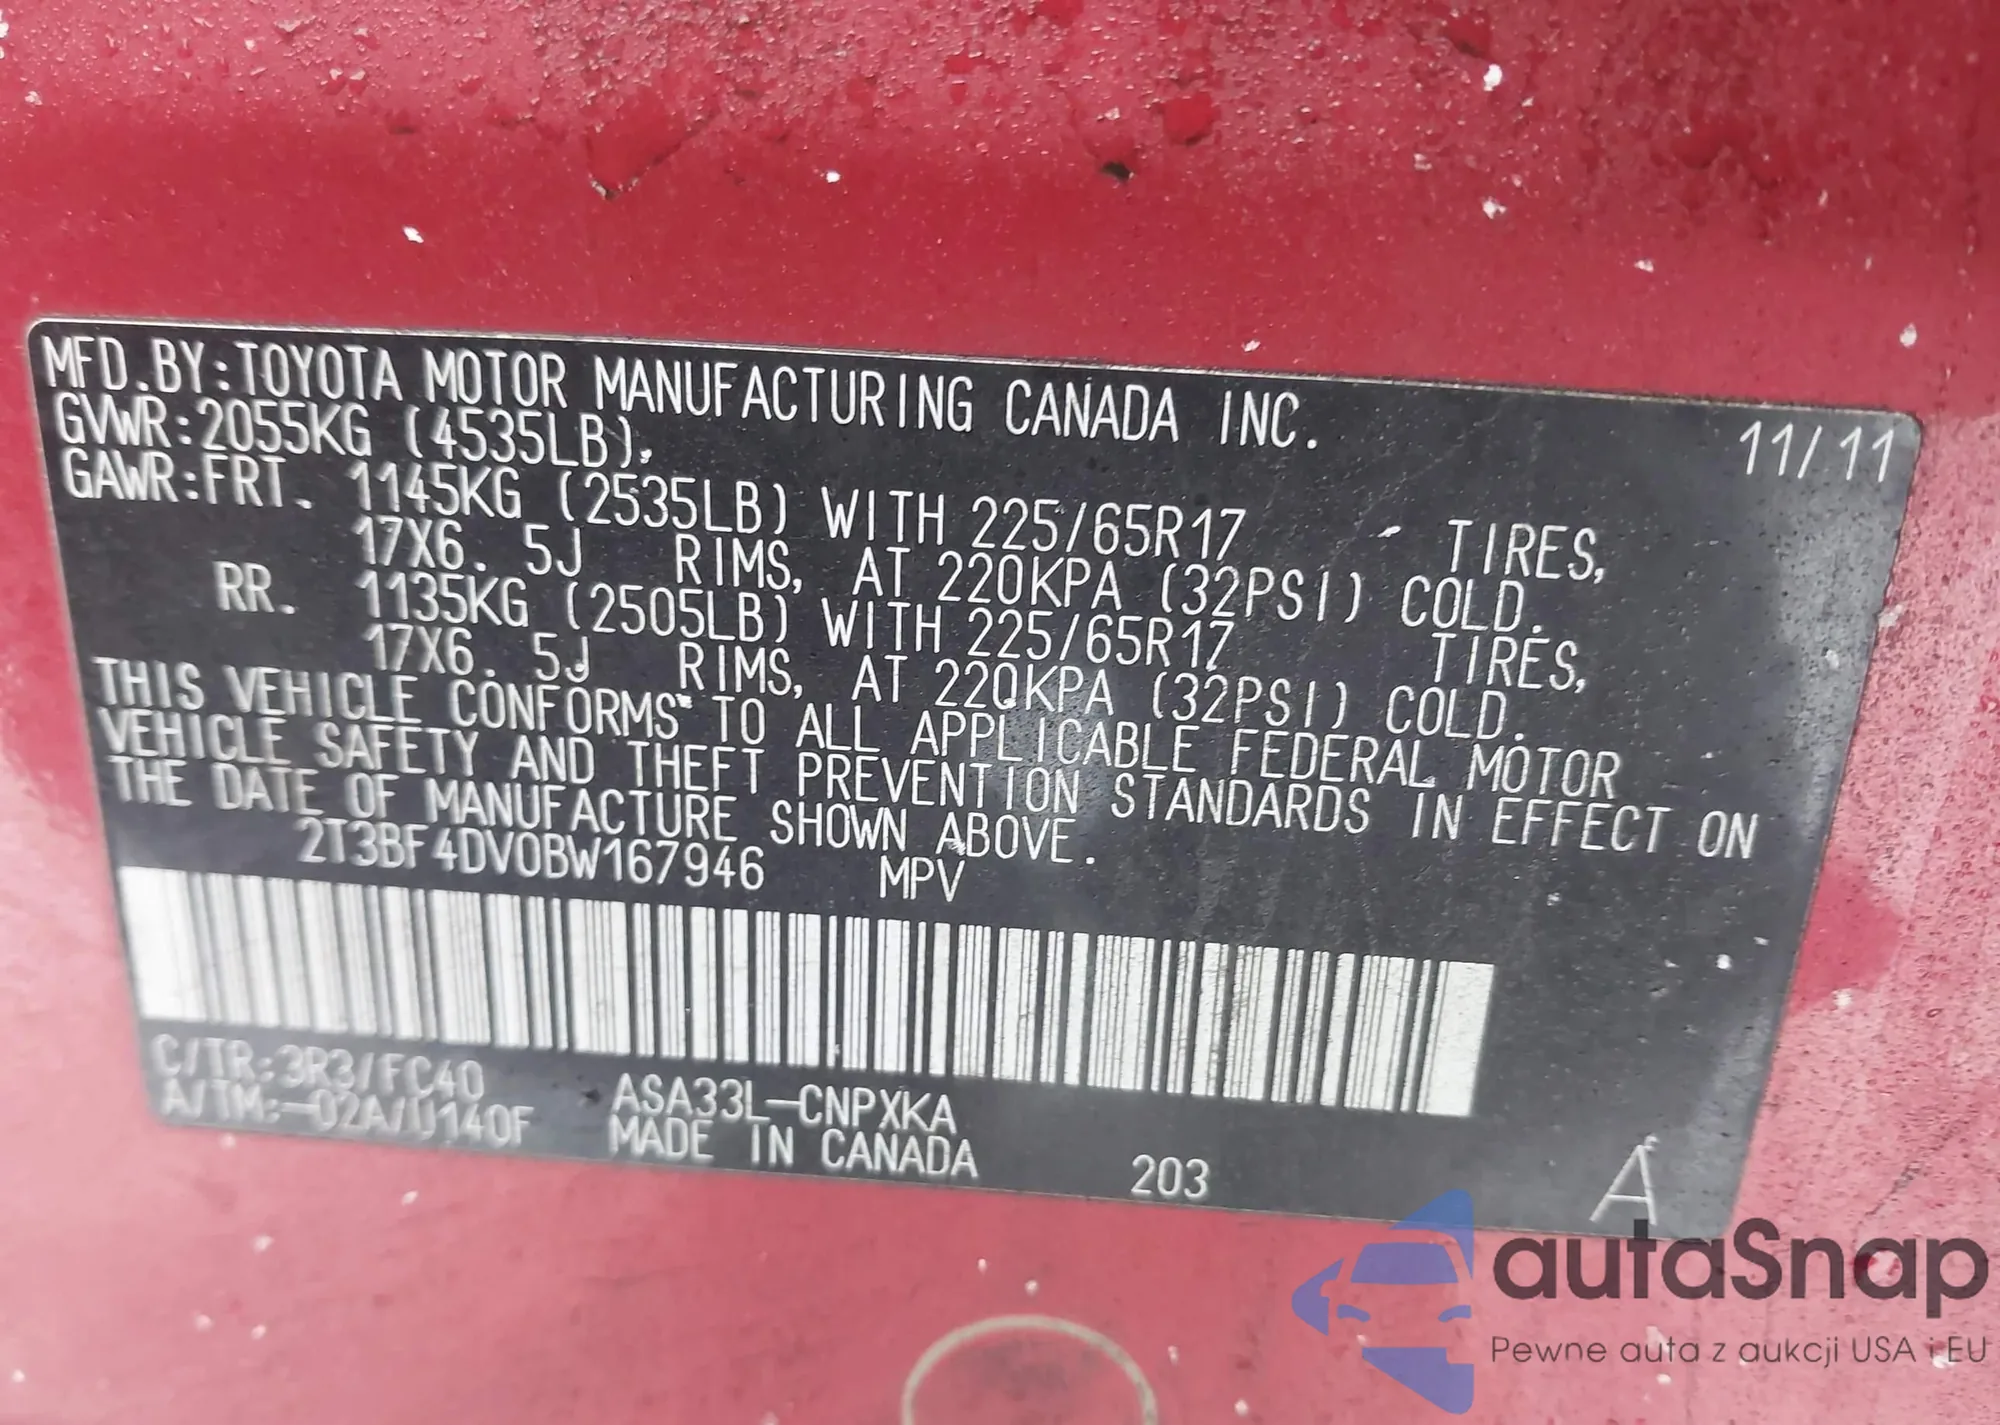 MFD.BY:TOYOTA MOTOR MANUFACTURING CANADA INC. 11/11
GVWR:2055KG (4535LB),
GAWR:FRT. 1145KG (2535LB) WITH 225/65R17 TIRES,
17X6.5J RIMS, AT 220KPA (32PSI) COLD.
RR. 1135KG (2505LB) WITH 225/65R17 TIRES,
17X6.5J RIMS, AT 220KPA (32PSI) COLD.
THIS VEHICLE CONFORMS TO ALL APPLICABLE FEDERAL MOTOR
VEHICLE SAFETY AND THEFT PREVENTION STANDARDS IN EFFECT ON
THE DATE OF MANUFACTURE SHOWN ABOVE.
2T3BF4DV0BW167946 MPV
C/TR:3R3/FC40 ASA33L-CNPXKA
A/TM:-02A/U140F MADE IN CANADA 203 A
autaSnap
Pewne auta z aukcji USA i EU